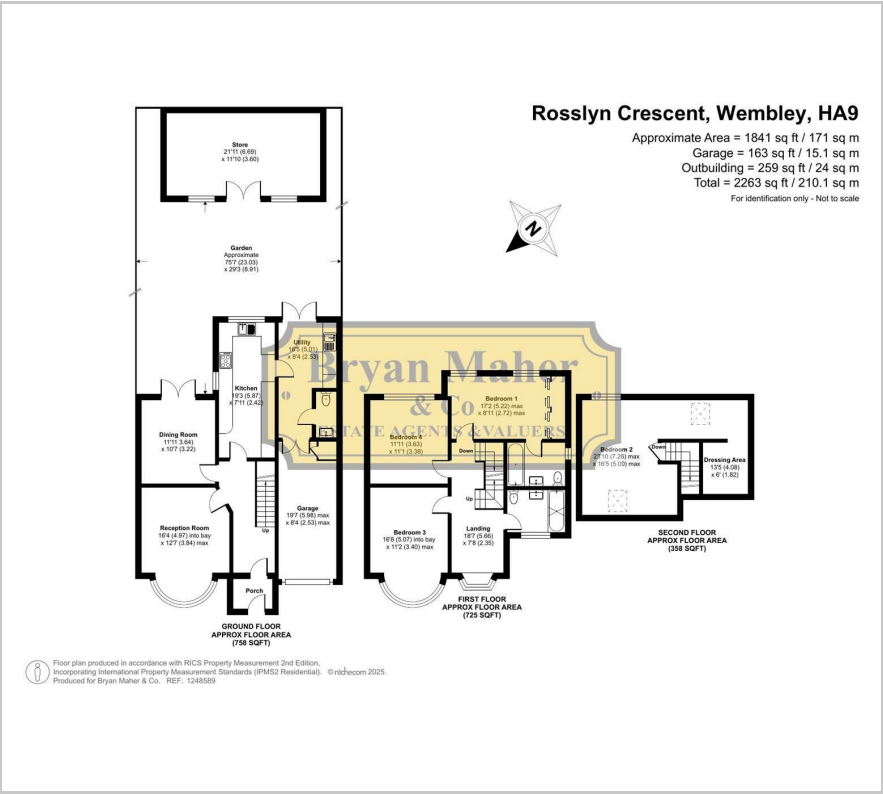 Rosslyn Crescent, Wembley, HA9
Approximate Area = 1841 sq ft / 171 sq m
Garage = 163 sq ft / 15.1 sq m
Outbuilding = 259 sq ft / 24 sq m
Total = 2263 sq ft / 210.1 sq m
For identification only - Not to scale
N
Store
21'11 (6.69)
x 11'10 (3.60)
Garden
Approximate
75'7 (23.03)
x 29'3 (8.91)
Utility
16'5 (5.01)
x 8'4 (2.53)
Kitchen
19'3 (5.87)
x 7'11 (2.42)
Dining Room
11'11 3.64)
x 10'7 (3.22)
Reception Room
16'4 (4.97) into bay
x 12'7 (3.84) max
Up
Garage
19'7 (5.98) max
x 8'4 (2.53) max
Porch
GROUND FLOOR
APPROX FLOOR AREA
(758 SQFT)
Bryan Maher
& Co
ESTATE AGENTS & VALUERS
Bedroom 1
17'2 (5.22) max
x 8'11 (2.72) max
Bedroom 4
11'11 (3.63)
x 11'1 (3.38)
Down
Up
Bedroom 3
16'8 (5.07) into bay
x 11'2 (3.40) max
Landing
18'7 (5.66)
x 7'8 (2.35)
FIRST FLOOR
APPROX FLOOR AREA
(725 SQFT)
Bedroom 2
23'10 (7.26) max
x 16'5 (5.00) max
Down
Dressing Area
13'5 (4.08)
x 6' (1.82)
SECOND FLOOR
APPROX FLOOR AREA
(358 SQFT)
Floor plan produced in accordance with RICS Property Measurement 2nd Edition,
Incorporating International Property Measurement Standards (IPMS2 Residential). © nichecom 2025.
Produced for Bryan Maher & Co. REF: 1248589